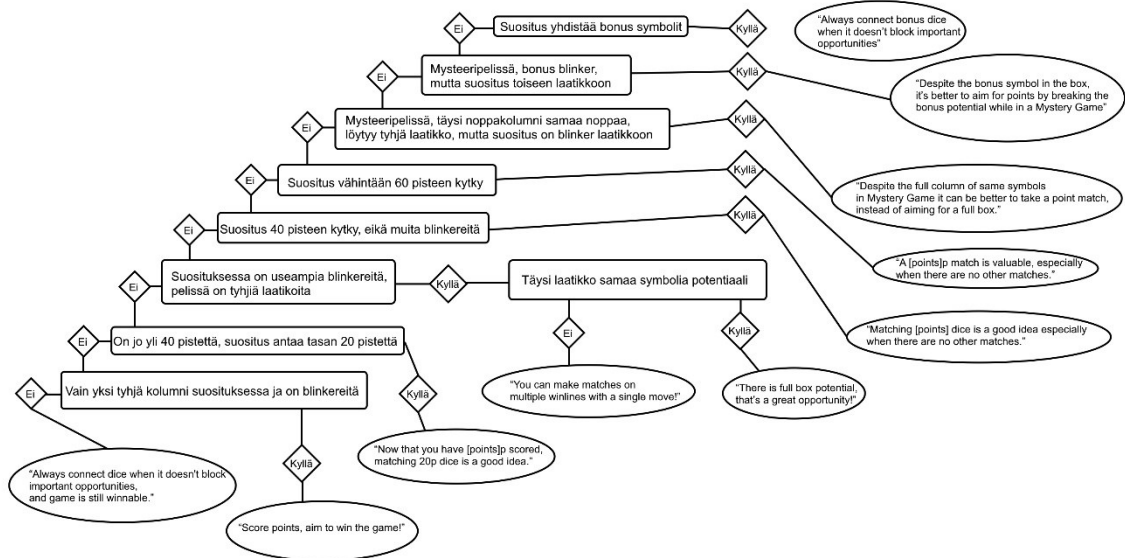 Ei
Suositus yhdistää bonus symbolit
Kyllä
“Always connect bonus dice
when it doesn’t block important
opportunities”
Ei
Mysteeripelissä, bonus blinker,
mutta suositus toiseen laatikkoon
Kyllä
“Despite the bonus symbol in the box,
it's better to aim for points by breaking the
bonus potential while in a Mystery Game”
Ei
Mysteeripelissä, täysi noppakolumni samaa noppaa,
löytyy tyhjä laatikko, mutta suositus on blinker laatikkoon
Kyllä
“Despite the full column of same symbols
in Mystery Game it can be better to take a point match,
instead of aiming for a full box.”
Ei
Suositus vähintään 60 pisteen kytky
Kyllä
“A [points]p match is valuable, especially
when there are no other matches.”
Ei
Suositus 40 pisteen kytky, eikä muita blinkereitä
Kyllä
“Matching [points] dice is a good idea especially
when there are no other matches.”
Ei
Suosituksessa on useampia blinkereitä,
pelissä on tyhjiä laatikoita
Kyllä
Täysi laatikko samaa symbolia potentiaali
Ei
Kyllä
“You can make matches on
multiple winlines with a single move!”
“There is full box potential,
that’s a great opportunity!”
Ei
On jo yli 40 pistettä, suositus antaa tasan 20 pistettä
Kyllä
“Now that you have [points]p scored,
matching 20p dice is a good idea.”
Ei
Vain yksi tyhjä kolumni suosituksessa ja on blinkereitä
Kyllä
“Always connect dice when it doesn't block
important opportunities,
and game is still winnable.”
“Score points, aim to win the game!”